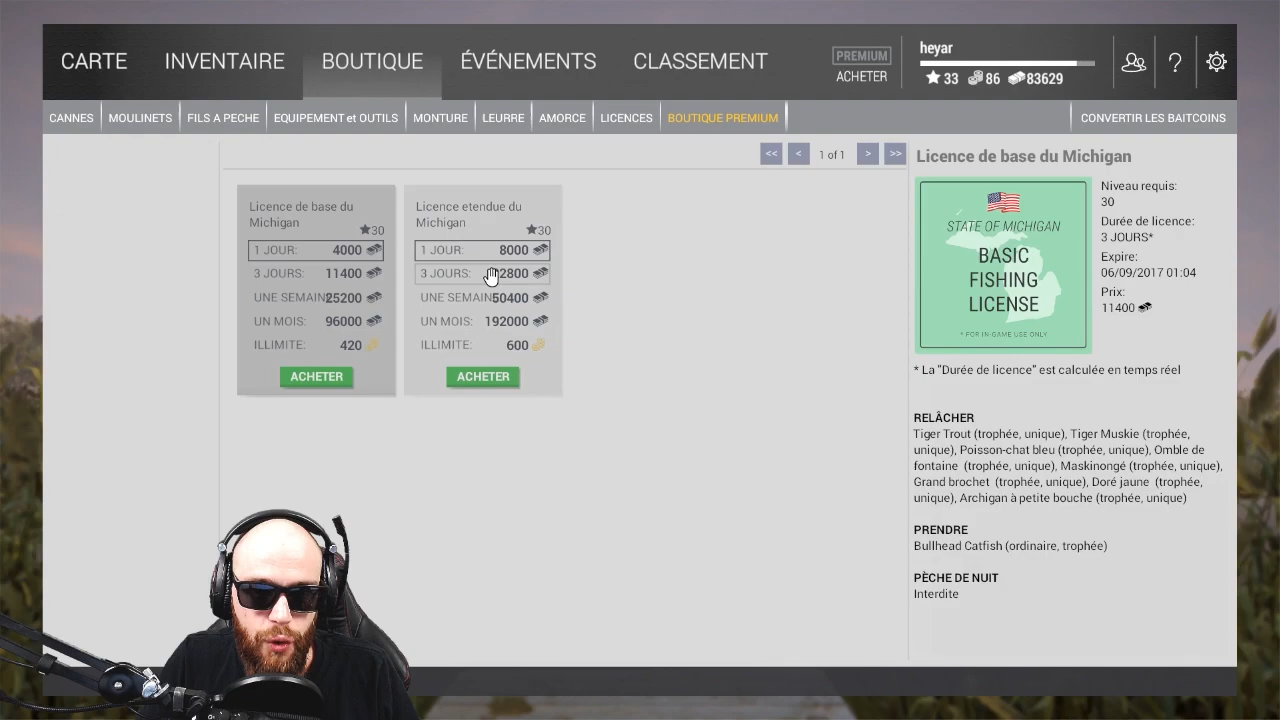 CARTE INVENTAIRE BOUTIQUE ÉVÉNEMENTS CLASSEMENT
PREMIUM
ACHETER
heyar
33 86 83629
CANNES MOULINETS FILS A PECHE EQUIPEMENT et OUTILS MONTURE LEURRE AMORCE LICENCES BOUTIQUE PREMIUM CONVERTIR LES BAITCOINS
<< < 1 of 1 > >>
Licence de base du
Michigan
30
1 JOUR: 4000
3 JOURS: 11400
UNE SEMAIN 25200
UN MOIS: 96000
ILLIMITE: 420
ACHETER
Licence etendue du
Michigan
30
1 JOUR: 8000
3 JOURS: 2800
UNE SEMAIN 50400
UN MOIS: 192000
ILLIMITE: 600
ACHETER
Licence de base du Michigan
STATE OF MICHIGAN
BASIC
FISHING
LICENSE
* FOR IN-GAME USE ONLY
Niveau requis:
30
Durée de licence:
3 JOURS*
Expire:
06/09/2017 01:04
Prix:
11400
* La "Durée de licence" est calculée en temps réel
RELÂCHER
Tiger Trout (trophée, unique), Tiger Muskie (trophée,
unique), Poisson-chat bleu (trophée, unique), Omble de
fontaine (trophée, unique), Maskinongé (trophée, unique),
Grand brochet (trophée, unique), Doré jaune (trophée,
unique), Archigan à petite bouche (trophée, unique)
PRENDRE
Bullhead Catfish (ordinaire, trophée)
PÈCHE DE NUIT
Interdite